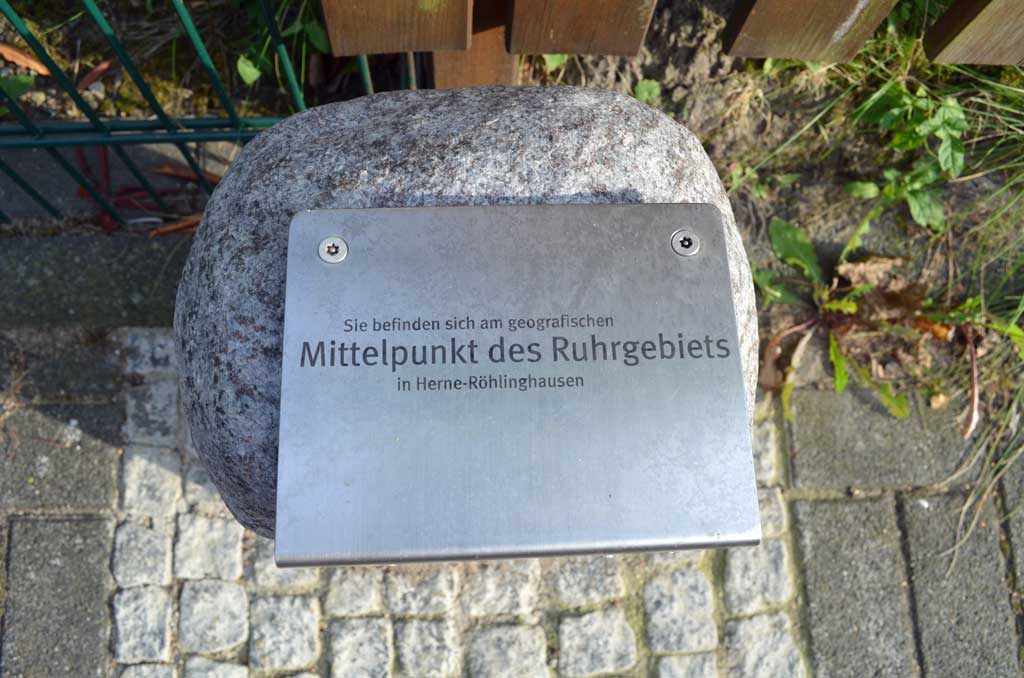 Sie befinden sich am geografischen
Mittelpunkt des Ruhrgebiets
in Herne-Röhlinghausen